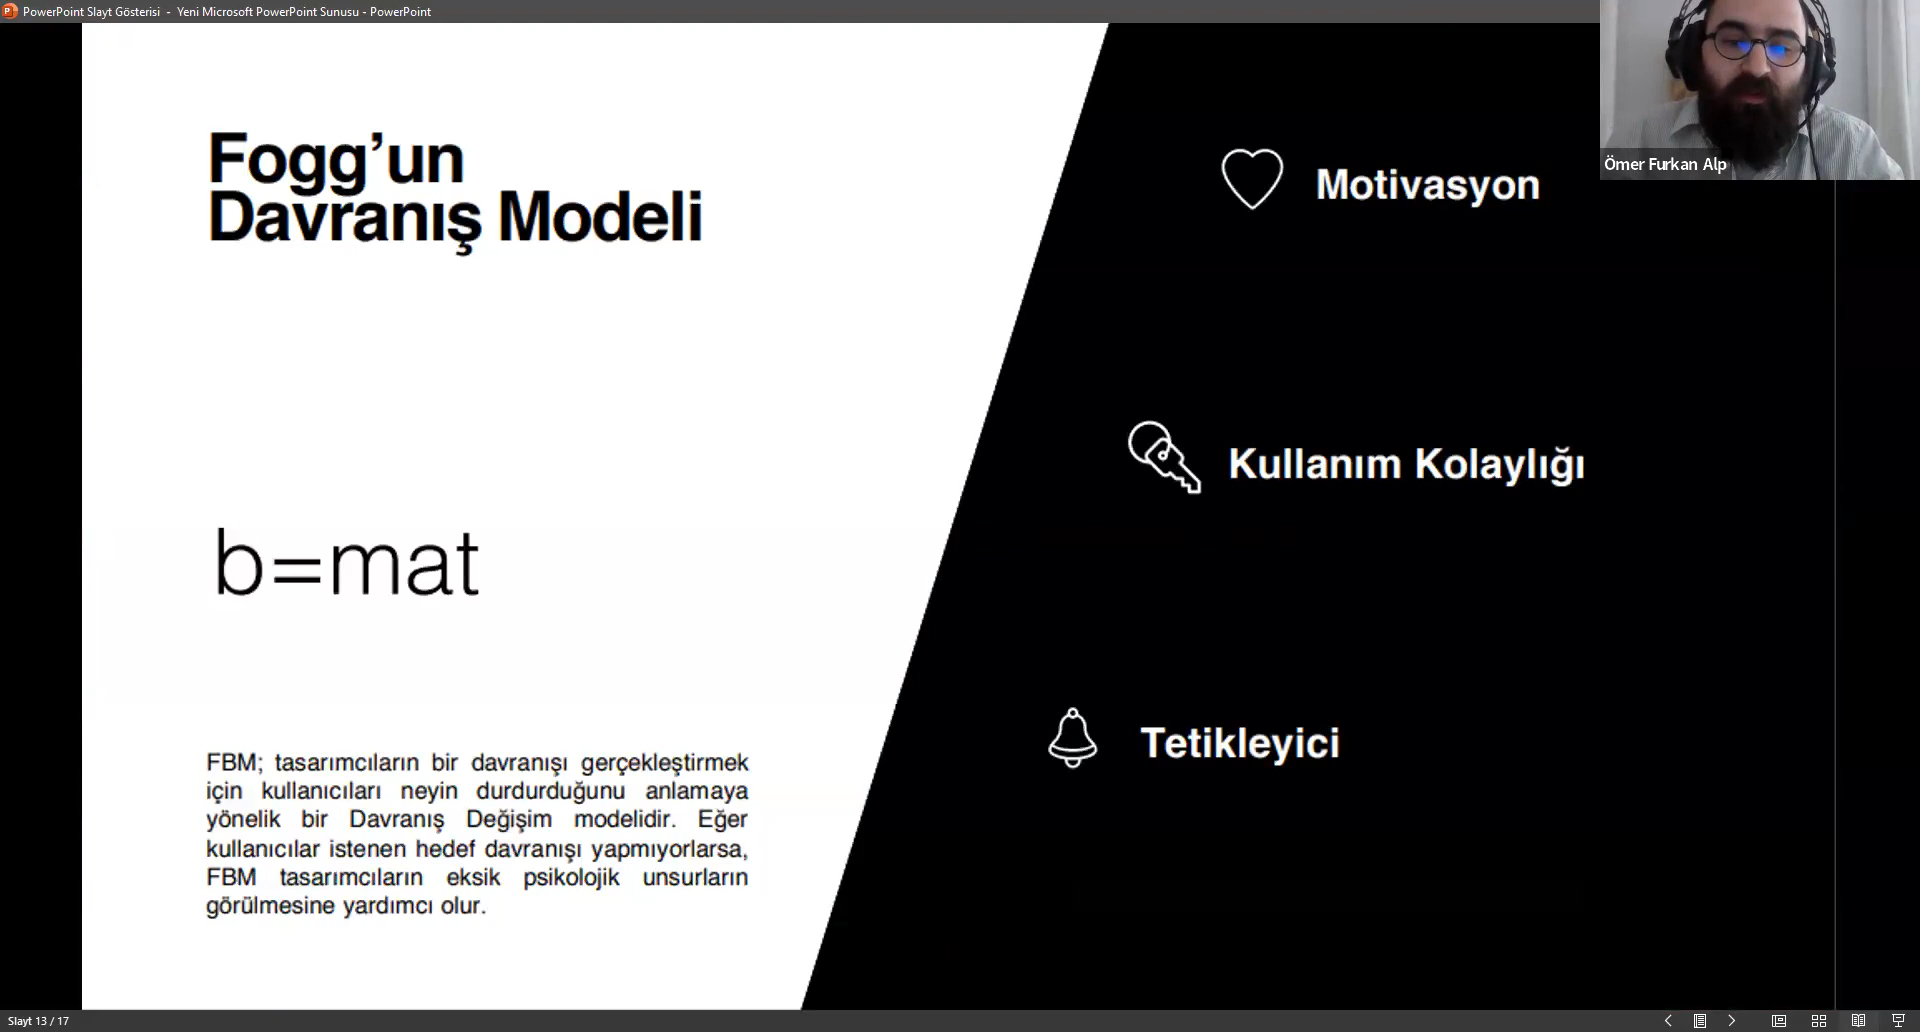 PowerPoint Slayt Gösterisi - Yeni Microsoft PowerPoint Sunusu - PowerPoint
Fogg’un
Davranış Modeli
b=mat
FBM; tasarımcıların bir davranışı gerçekleştirmek
için kullanıcıları neyin durdurduğunu anlamaya
yönelik bir Davranış Değişim modelidir. Eğer
kullanıcılar istenen hedef davranışı yapmıyorlarsa,
FBM tasarımcıların eksik psikolojik unsurların
görülmesine yardımcı olur.
Motivasyon
Kullanım Kolaylığı
Tetikleyici
Ömer Furkan Alp
Slayt 13 / 17